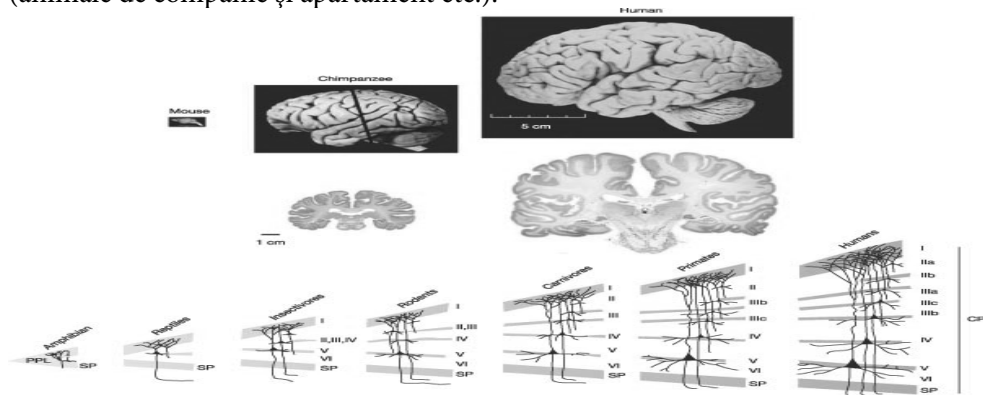 (animale de companie și apartament etc.).
Human
Chimpanzee
Mouse
5 cm
1 cm
Amphibian
PPL
SP
Reptiles
SP
Insectivores
I
II,III,IV
V
VI
SP
Rodents
I
II,III
IV
V
VI
SP
Carnivores
I
II
III
IV
V
VI
SP
Primates
I
II
IIIb
IIIc
IV
V
VI
SP
Humans
I
IIa
IIb
IIIa
IIIc
IIIb
IV
V
VI
SP
CP